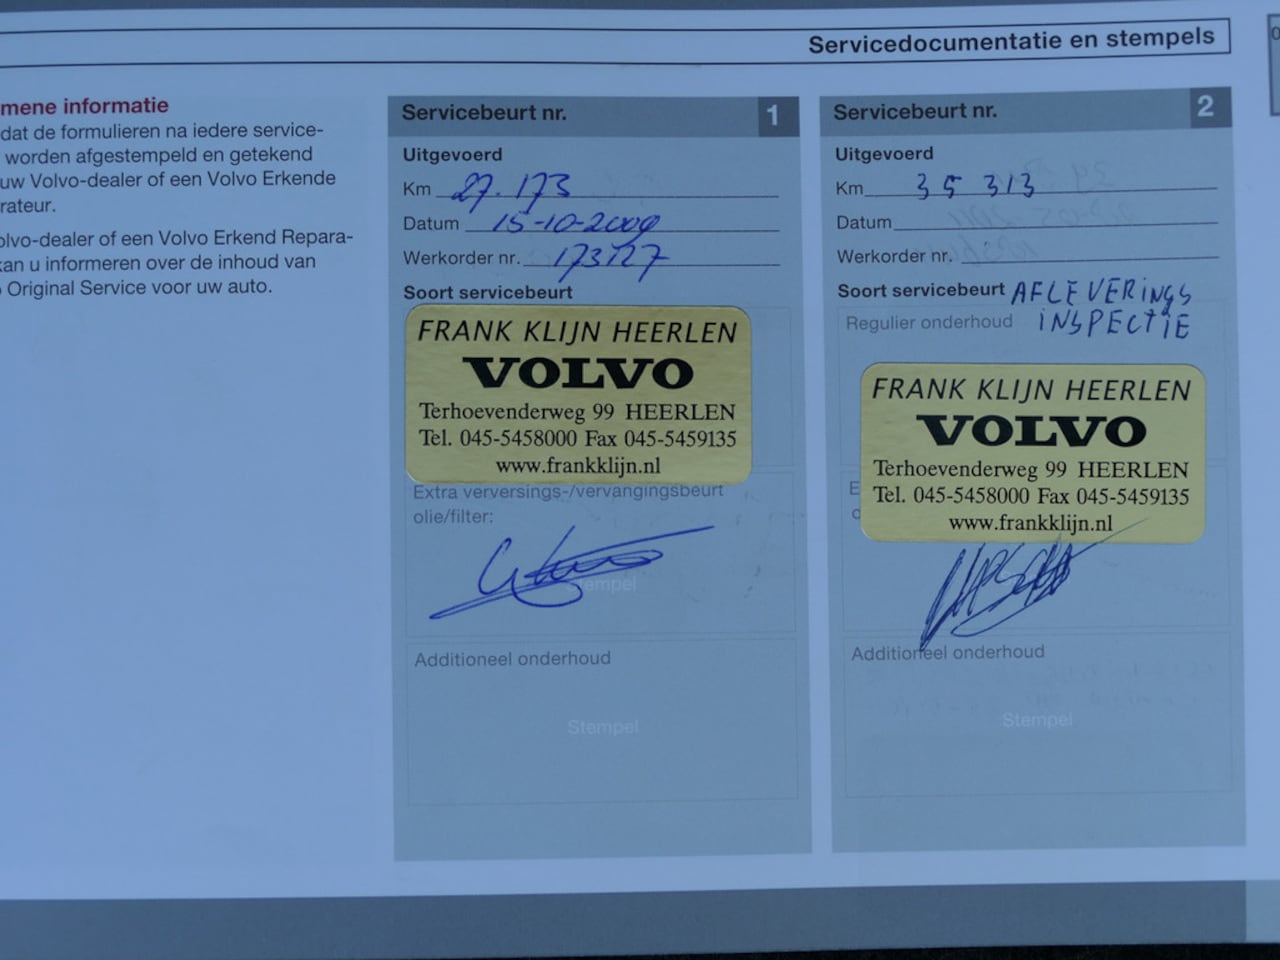 Servicedocumentatie en stempels
mene informatie
dat de formulieren na iedere service-
worden afgestempeld en getekend
uw Volvo-dealer of een Volvo Erkende
rateur.
olvo-dealer of een Volvo Erkend Repara-
kan u informeren over de inhoud van
Original Service voor uw auto.
Servicebeurt nr. 1
Uitgevoerd
Km 27.173
Datum 15-10-2009
Werkorder nr. 173127
Soort servicebeurt
FRANK KLIJN HEERLEN
VOLVO
Terhoevenderweg 99 HEERLEN
Tel. 045-5458000 Fax 045-5459135
www.frankklijn.nl
Extra verversings-/vervangingsbeurt
olie/filter:
Stempel
Additioneel onderhoud
Stempel
Servicebeurt nr. 2
Uitgevoerd
Km 35 313
Datum
Werkorder nr.
Soort servicebeurt AFLEVERINGS
Regulier onderhoud INSPECTIE
FRANK KLIJN HEERLEN
VOLVO
Terhoevenderweg 99 HEERLEN
Tel. 045-5458000 Fax 045-5459135
www.frankklijn.nl
Additioneel onderhoud
Stempel